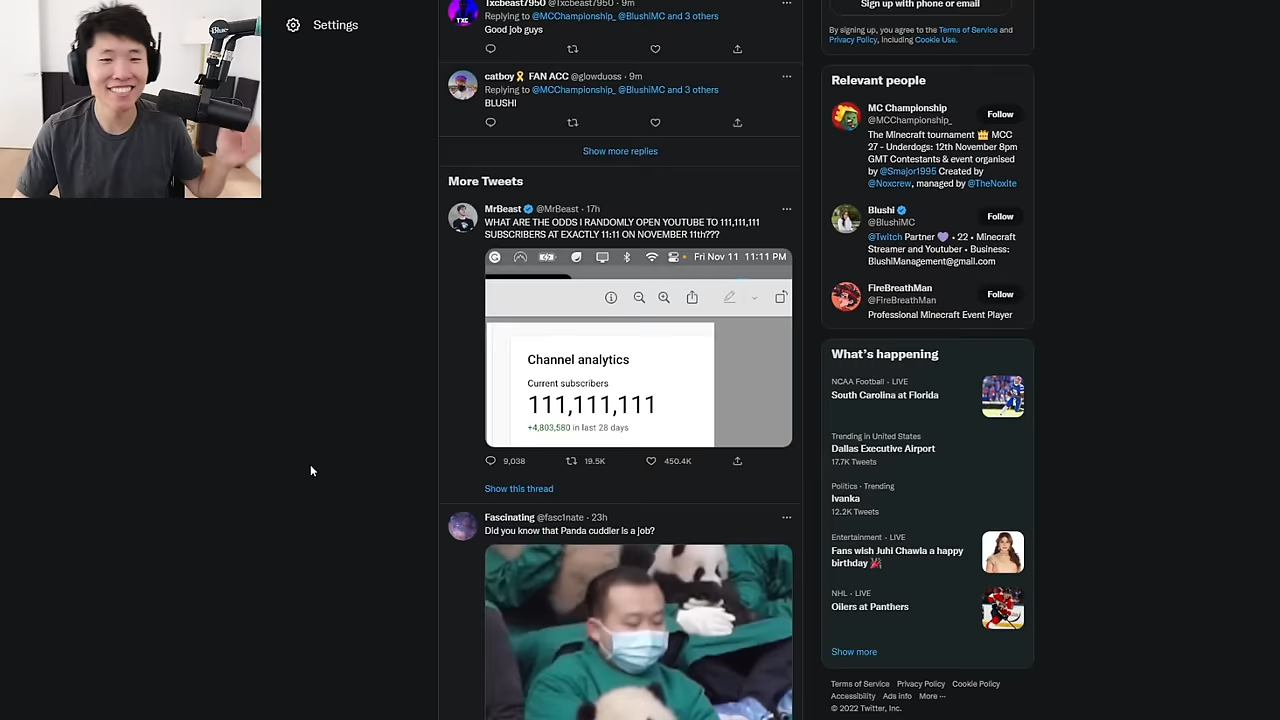 Settings
Txcbeast7950 @Txcbeast7950 · 9m
Replying to @MCChampionship_ @BlushiMC and 3 others
Good job guys
catboy🎗 FAN ACC @glowduoss · 9m
Replying to @MCChampionship_ @BlushiMC and 3 others
BLUSHI
Show more replies
More Tweets
MrBeast @MrBeast · 17h
WHAT ARE THE ODDS I RANDOMLY OPEN YOUTUBE TO 111,111,111
SUBSCRIBERS AT EXACTLY 11:11 ON NOVEMBER 11th???
Fri Nov 11 11:11 PM
Channel analytics
Current subscribers
111,111,111
+4,803,580 in last 28 days
9,038 19.5K 450.4K
Show this thread
Fascinating @fasc1nate · 23h
Did you know that Panda cuddler is a job?
Sign up with phone or email
By signing up, you agree to the Terms of Service and
Privacy Policy, including Cookie Use.
Relevant people
MC Championship
@MCChampionship_
Follow
The Minecraft tournament 👑 MCC
27 - Underdogs: 12th November 8pm
GMT Contestants & event organised
by @Smajor1995 Created by
@Noxcrew, managed by @TheNoxite
Blushi
@BlushiMC
Follow
@Twitch Partner 💜 • 22 • Minecraft
Streamer and Youtuber • Business:
BlushiManagement@gmail.com
FireBreathMan
@FireBreathMan
Follow
Professional Minecraft Event Player
What's happening
NCAA Football · LIVE
South Carolina at Florida
Trending in United States
Dallas Executive Airport
17.7K Tweets
Politics · Trending
Ivanka
12.2K Tweets
Entertainment · LIVE
Fans wish Juhi Chawla a happy
birthday 🎉
NHL · LIVE
Oilers at Panthers
Show more
Terms of Service Privacy Policy Cookie Policy
Accessibility Ads info More ···
© 2022 Twitter, Inc.